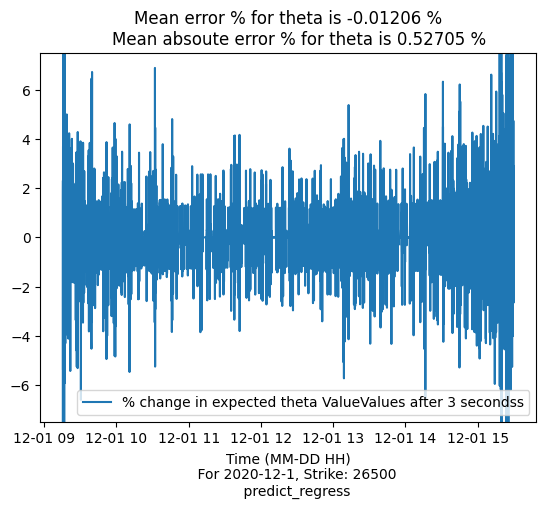 Mean error % for theta is -0.01206 %
Mean absoute error % for theta is 0.52705 %
6
4
2
0
−2
−4
−6
% change in expected theta ValueValues after 3 secondss
12-01 09 12-01 10 12-01 11 12-01 12 12-01 13 12-01 14 12-01 15
Time (MM-DD HH)
For 2020-12-1, Strike: 26500
predict_regress